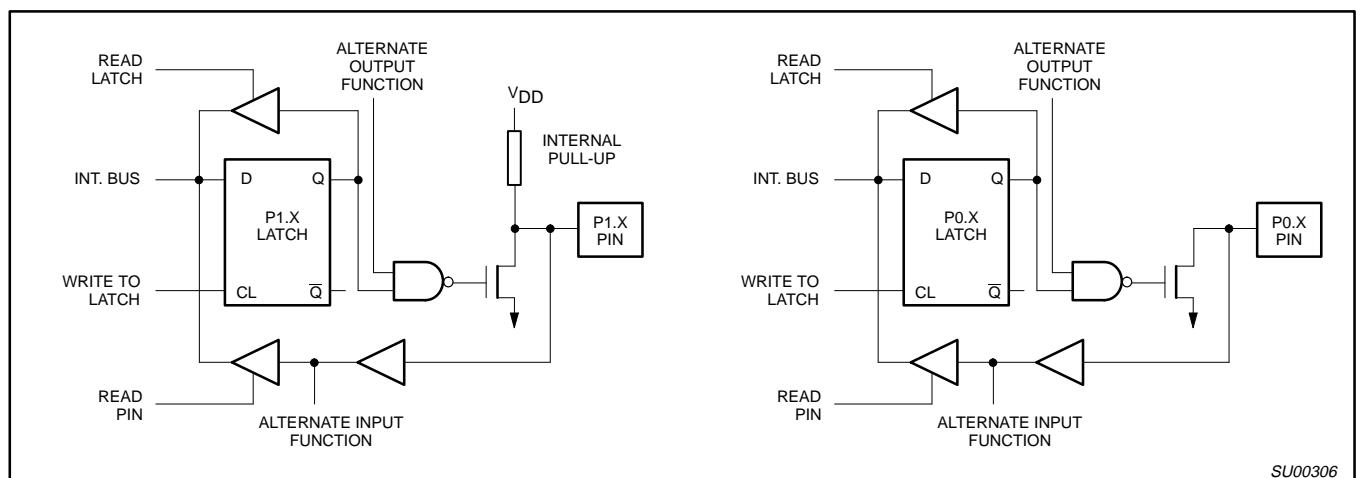 READ
LATCH
ALTERNATE
OUTPUT
FUNCTION
VDD
INTERNAL
PULL-UP
INT. BUS
D
Q
P1.X
LATCH
P1.X
PIN
WRITE TO
LATCH
CL
Q̅
READ
PIN
ALTERNATE INPUT
FUNCTION
READ
LATCH
ALTERNATE
OUTPUT
FUNCTION
INT. BUS
D
Q
P0.X
LATCH
P0.X
PIN
WRITE TO
LATCH
CL
Q̅
READ
PIN
ALTERNATE INPUT
FUNCTION
SU00306